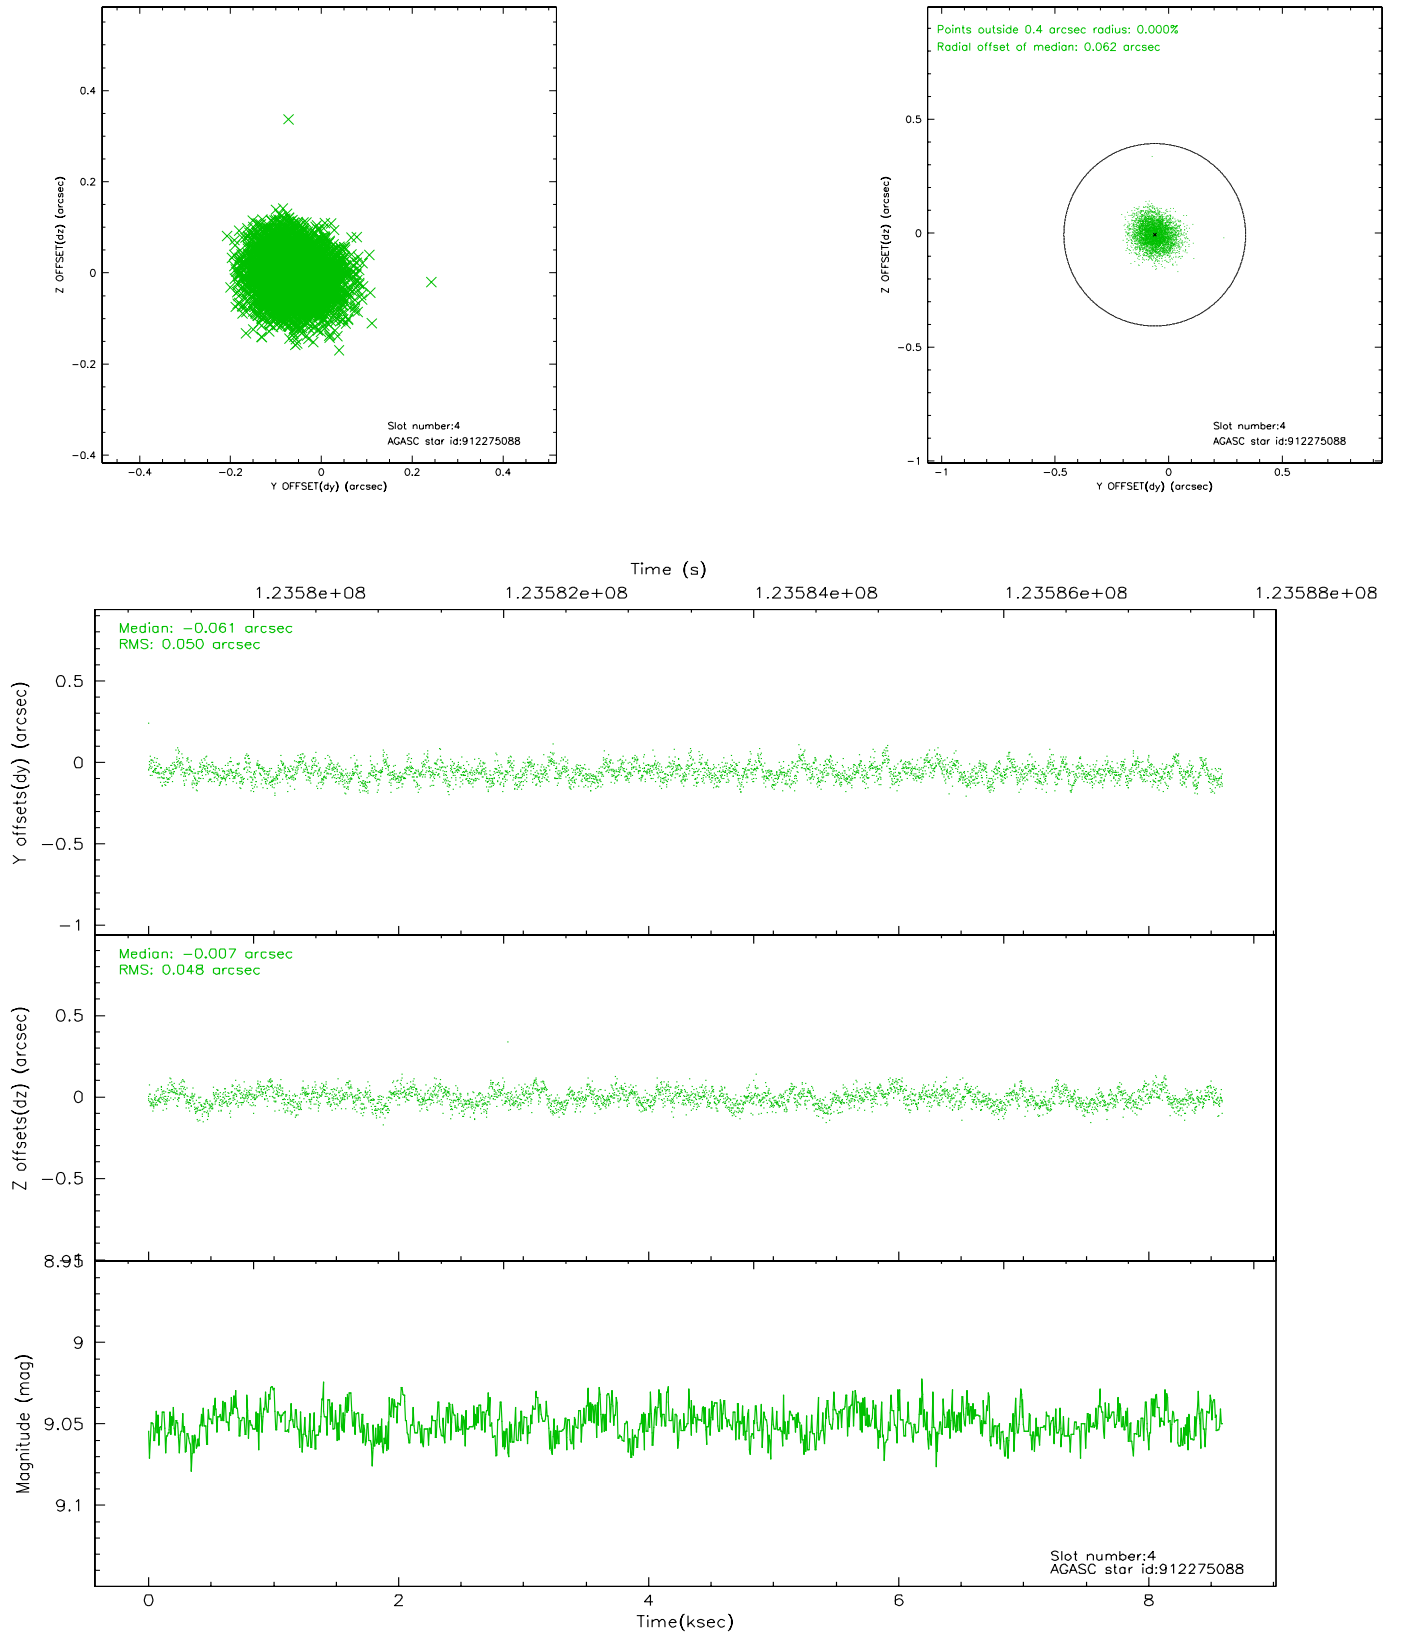 0.4
0.2
0
−0.2
−0.4
Z OFFSET(dz) (arcsec)
Slot number:4
AGASC star id:912275088
−0.4 −0.2 0 0.2 0.4
Y OFFSET(dy) (arcsec)
Points outside 0.4 arcsec radius: 0.000%
Radial offset of median: 0.062 arcsec
0.5
0
−0.5
−1
Z OFFSET(dz) (arcsec)
Slot number:4
AGASC star id:912275088
−1 −0.5 0 0.5
Y OFFSET(dy) (arcsec)
Time (s)
1.2358e+08 1.23582e+08 1.23584e+08 1.23586e+08 1.23588e+08
Median: −0.061 arcsec
RMS: 0.050 arcsec
0.5
0
−0.5
−1
Y offsets(dy) (arcsec)
Median: −0.007 arcsec
RMS: 0.048 arcsec
0.5
0
−0.5
Z offsets(dz) (arcsec)
8.95
9
9.05
9.1
Magnitude (mag)
Slot number:4
AGASC star id:912275088
0 2 4 6 8
Time(ksec)